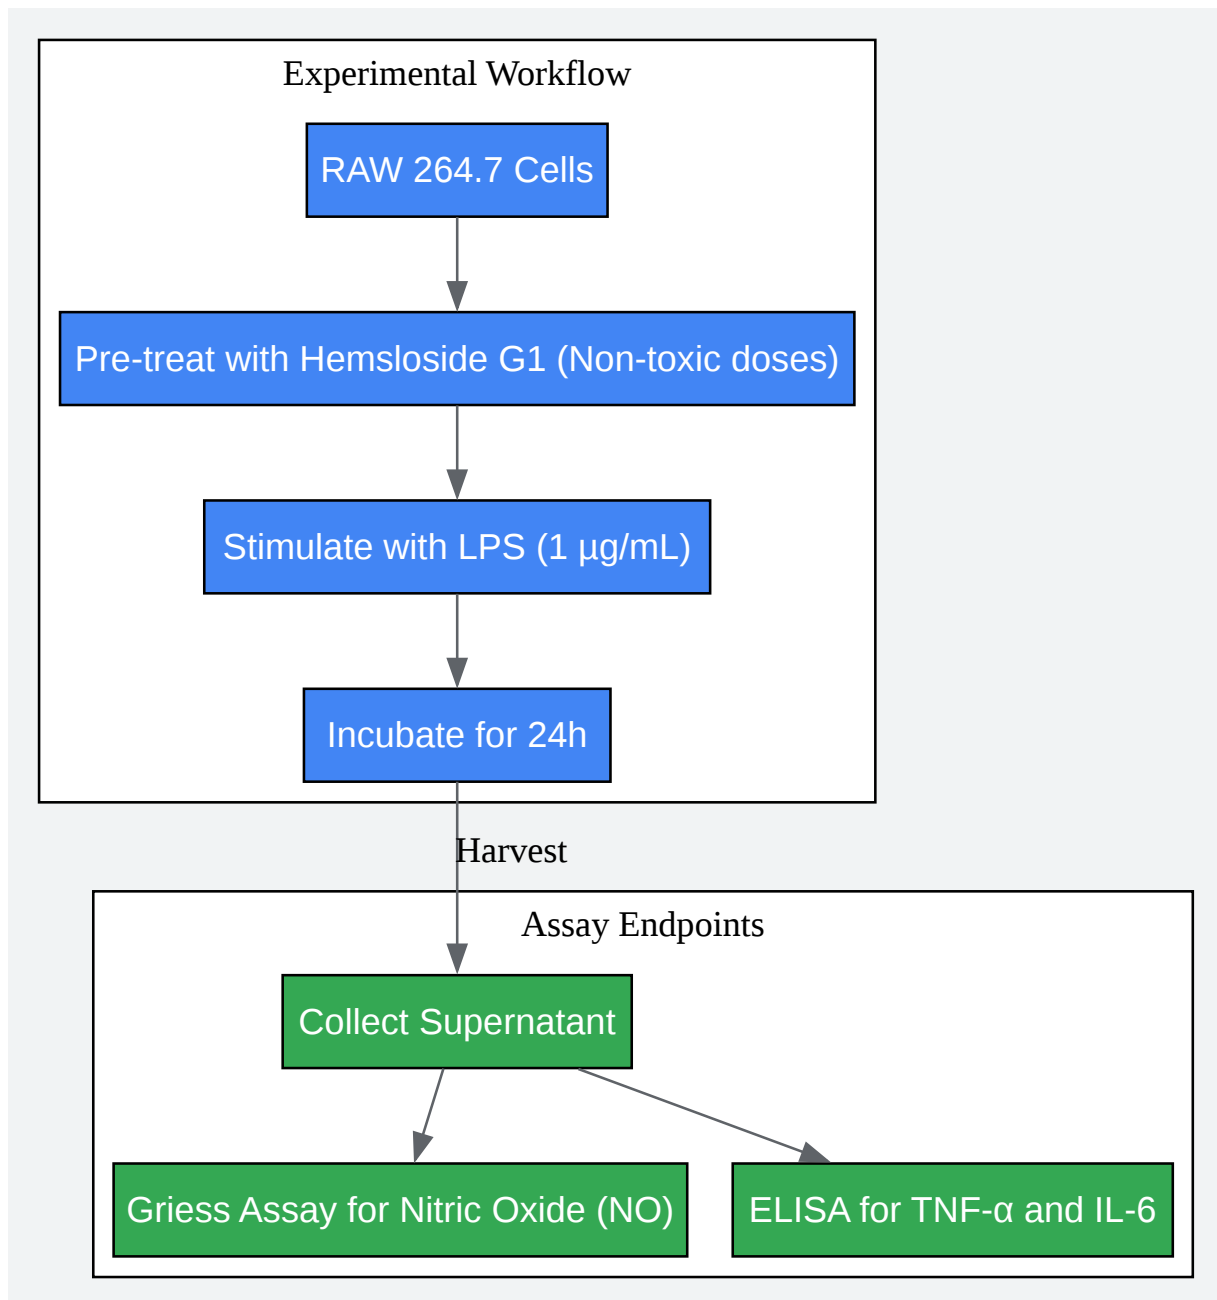 Experimental Workflow
RAW 264.7 Cells
Pre-treat with Hemsloside G1 (Non-toxic doses)
Stimulate with LPS (1 µg/mL)
Incubate for 24h
Harvest
Assay Endpoints
Collect Supernatant
Griess Assay for Nitric Oxide (NO)
ELISA for TNF-α and IL-6